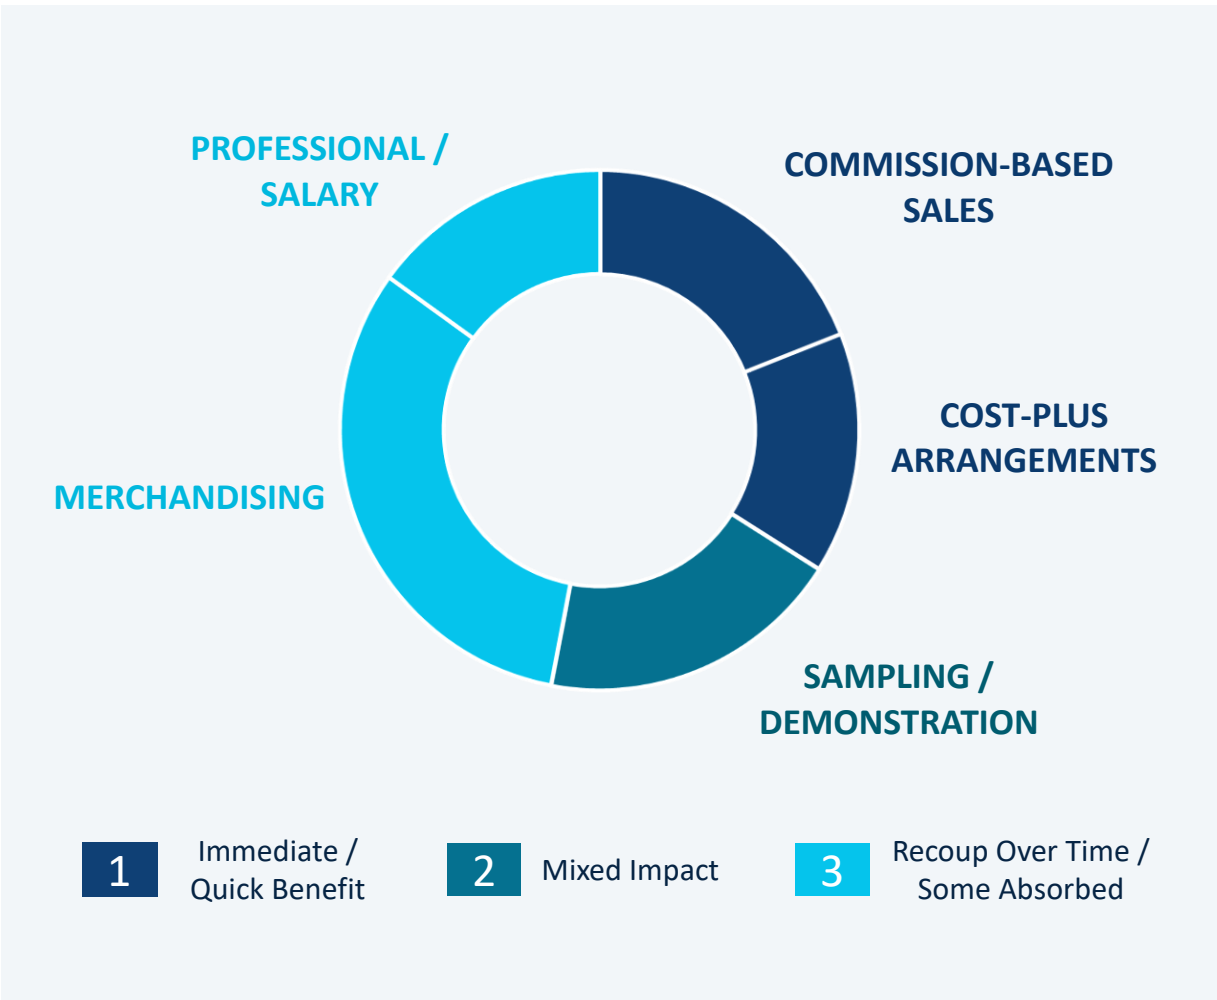 PROFESSIONAL /
SALARY
COMMISSION-BASED
SALES
COST-PLUS
ARRANGEMENTS
MERCHANDISING
SAMPLING /
DEMONSTRATION
1
Immediate /
Quick Benefit
2
Mixed Impact
3
Recoup Over Time /
Some Absorbed